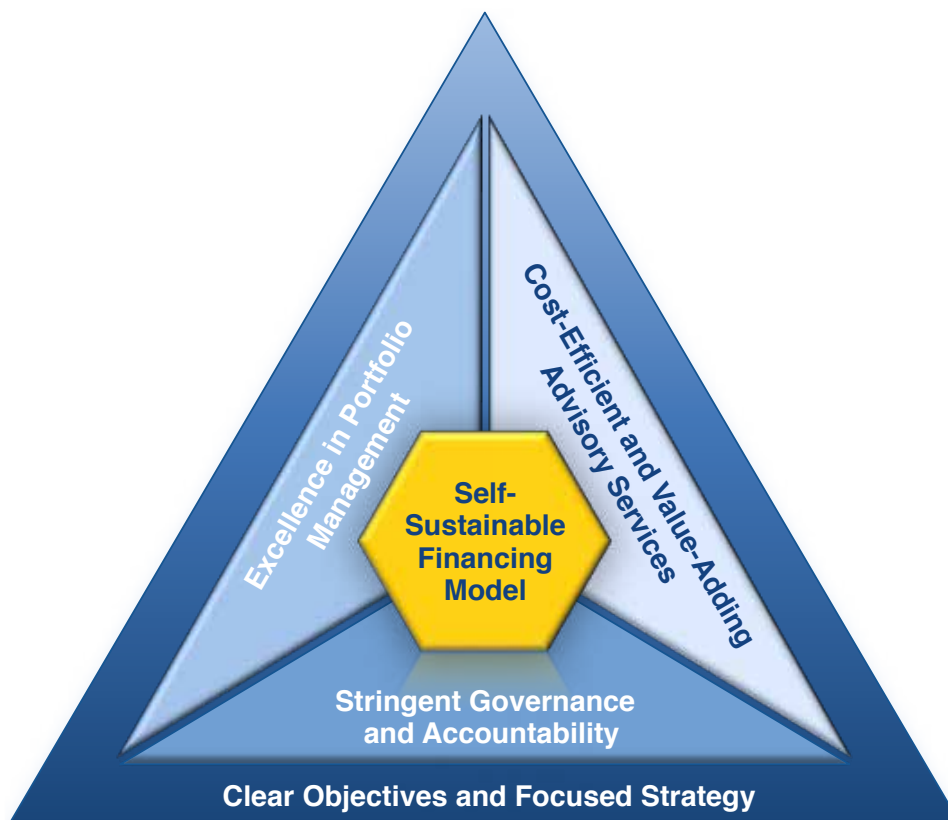 Excellence in Portfolio
Management
Cost-Efficient and Value-Adding
Advisory Services
Self-
Sustainable
Financing
Model
Stringent Governance
and Accountability
Clear Objectives and Focused Strategy